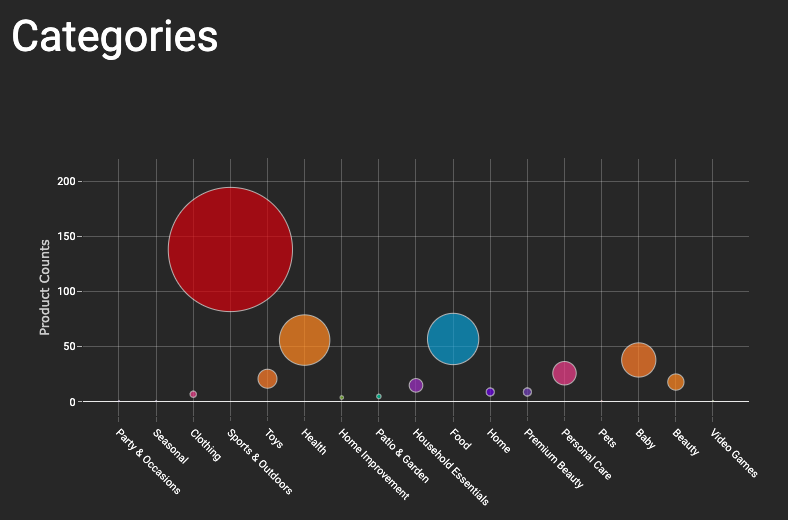 Categories
Product Counts
200
150
100
50
0
Party & Occasions
Seasonal
Clothing
Sports & Outdoors
Toys
Health
Home Improvement
Patio & Garden
Household Essentials
Food
Home
Premium Beauty
Personal Care
Pets
Baby
Beauty
Video Games